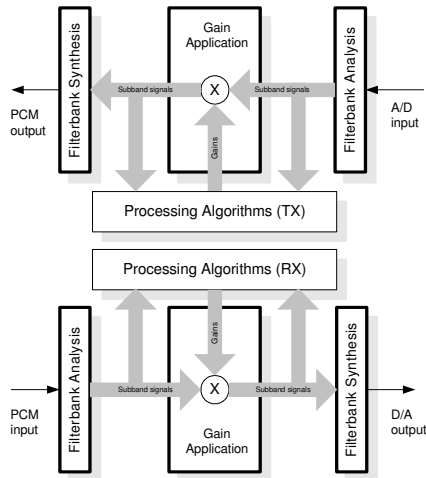 Gain
Application
Filterbank Synthesis
Subband signals
X
Subband signals
Filterbank Analysis
PCM
output
A/D
input
Gains
Processing Algorithms (TX)
Processing Algorithms (RX)
Gains
Filterbank Analysis
Subband signals
X
Subband signals
Filterbank Synthesis
PCM
input
D/A
output
Gain
Application